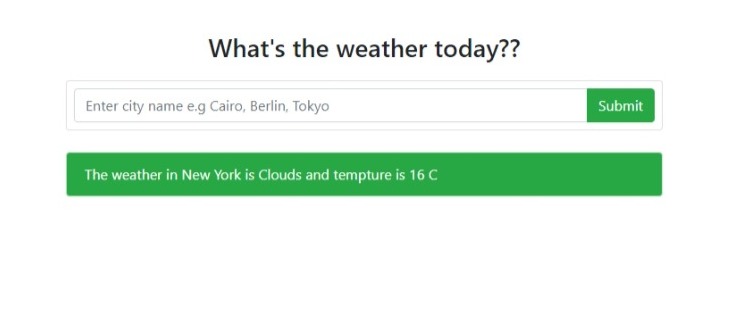 What's the weather today??
Enter city name e.g Cairo, Berlin, Tokyo
Submit
The weather in New York is Clouds and tempture is 16 C